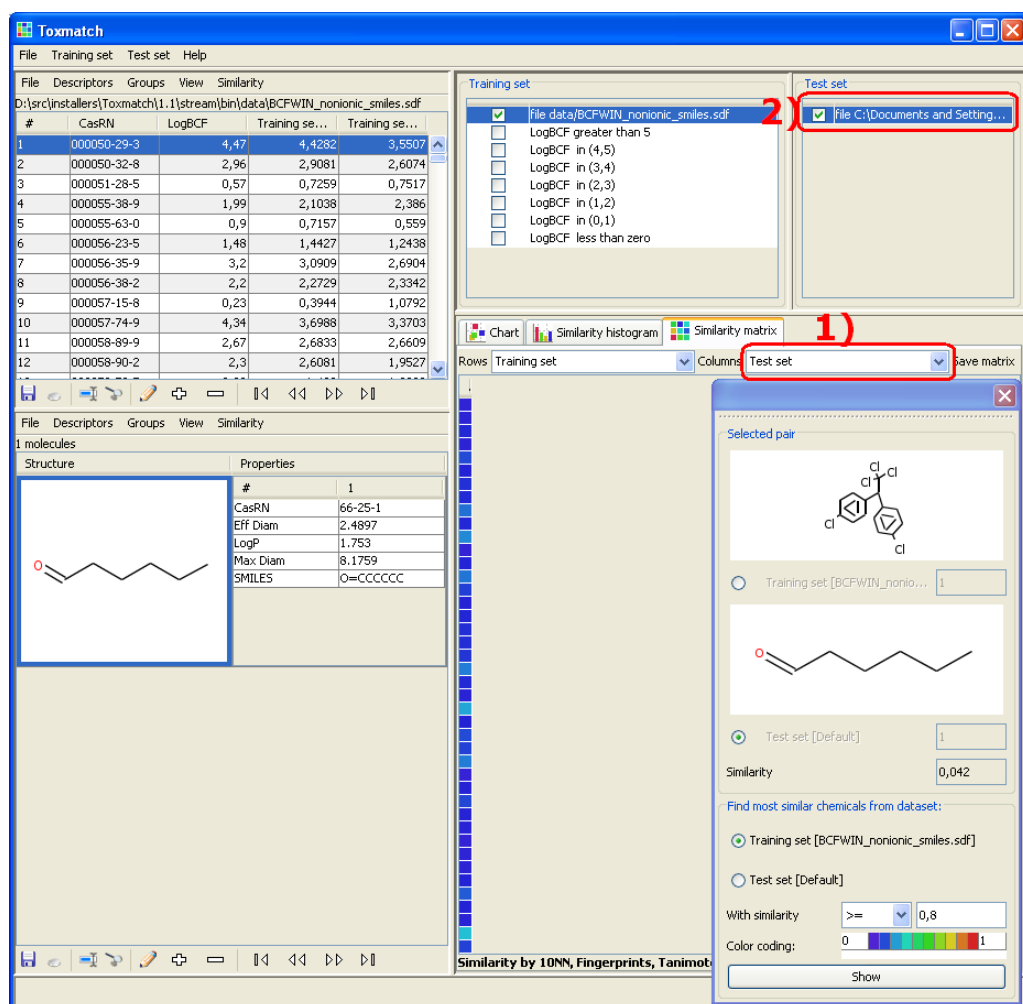 Toxmatch
File Training set Test set Help
File Descriptors Groups View Similarity
D:\src\installers\Toxmatch\1.1\stream\bin\data\BCFWIN_nonionic_smiles.sdf
# CasRN LogBCF Training se... Training se...
1 000050-29-3 4,47 4,4282 3,5507
2 000050-32-8 2,96 2,9081 2,6074
3 000051-28-5 0,57 0,7259 0,7517
4 000055-38-9 1,99 2,1038 2,386
5 000055-63-0 0,9 0,7157 0,559
6 000056-23-5 1,48 1,4427 1,2438
7 000056-35-9 3,2 3,0909 2,6904
8 000056-38-2 2,2 2,2729 2,3342
9 000057-15-8 0,23 0,3944 1,0792
10 000057-74-9 4,34 3,6988 3,3703
11 000058-89-9 2,67 2,6833 2,6609
12 000058-90-2 2,3 2,6081 1,9527
File Descriptors Groups View Similarity
1 molecules
Structure Properties
# 1
CasRN 66-25-1
Eff Diam 2.4897
LogP 1.753
Max Diam 8.1759
SMILES O=CCCCCC
O
Training set
file data/BCFWIN_nonionic_smiles.sdf
LogBCF greater than 5
LogBCF in (4,5)
LogBCF in (3,4)
LogBCF in (2,3)
LogBCF in (1,2)
LogBCF in (0,1)
LogBCF less than zero
Test set
2)
file C:\Documents and Setting...
Chart Similarity histogram Similarity matrix
1)
Rows Training set Columns Test set Save matrix
Selected pair
Cl
Cl Cl
Cl
Cl
Training set [BCFWIN_nonio... 1
O
Test set [Default] 1
Similarity 0,042
Find most similar chemicals from dataset:
Training set [BCFWIN_nonionic_smiles.sdf]
Test set [Default]
With similarity >= 0,8
Color coding: 0 1
Show
Similarity by 10NN, Fingerprints, Tanimot